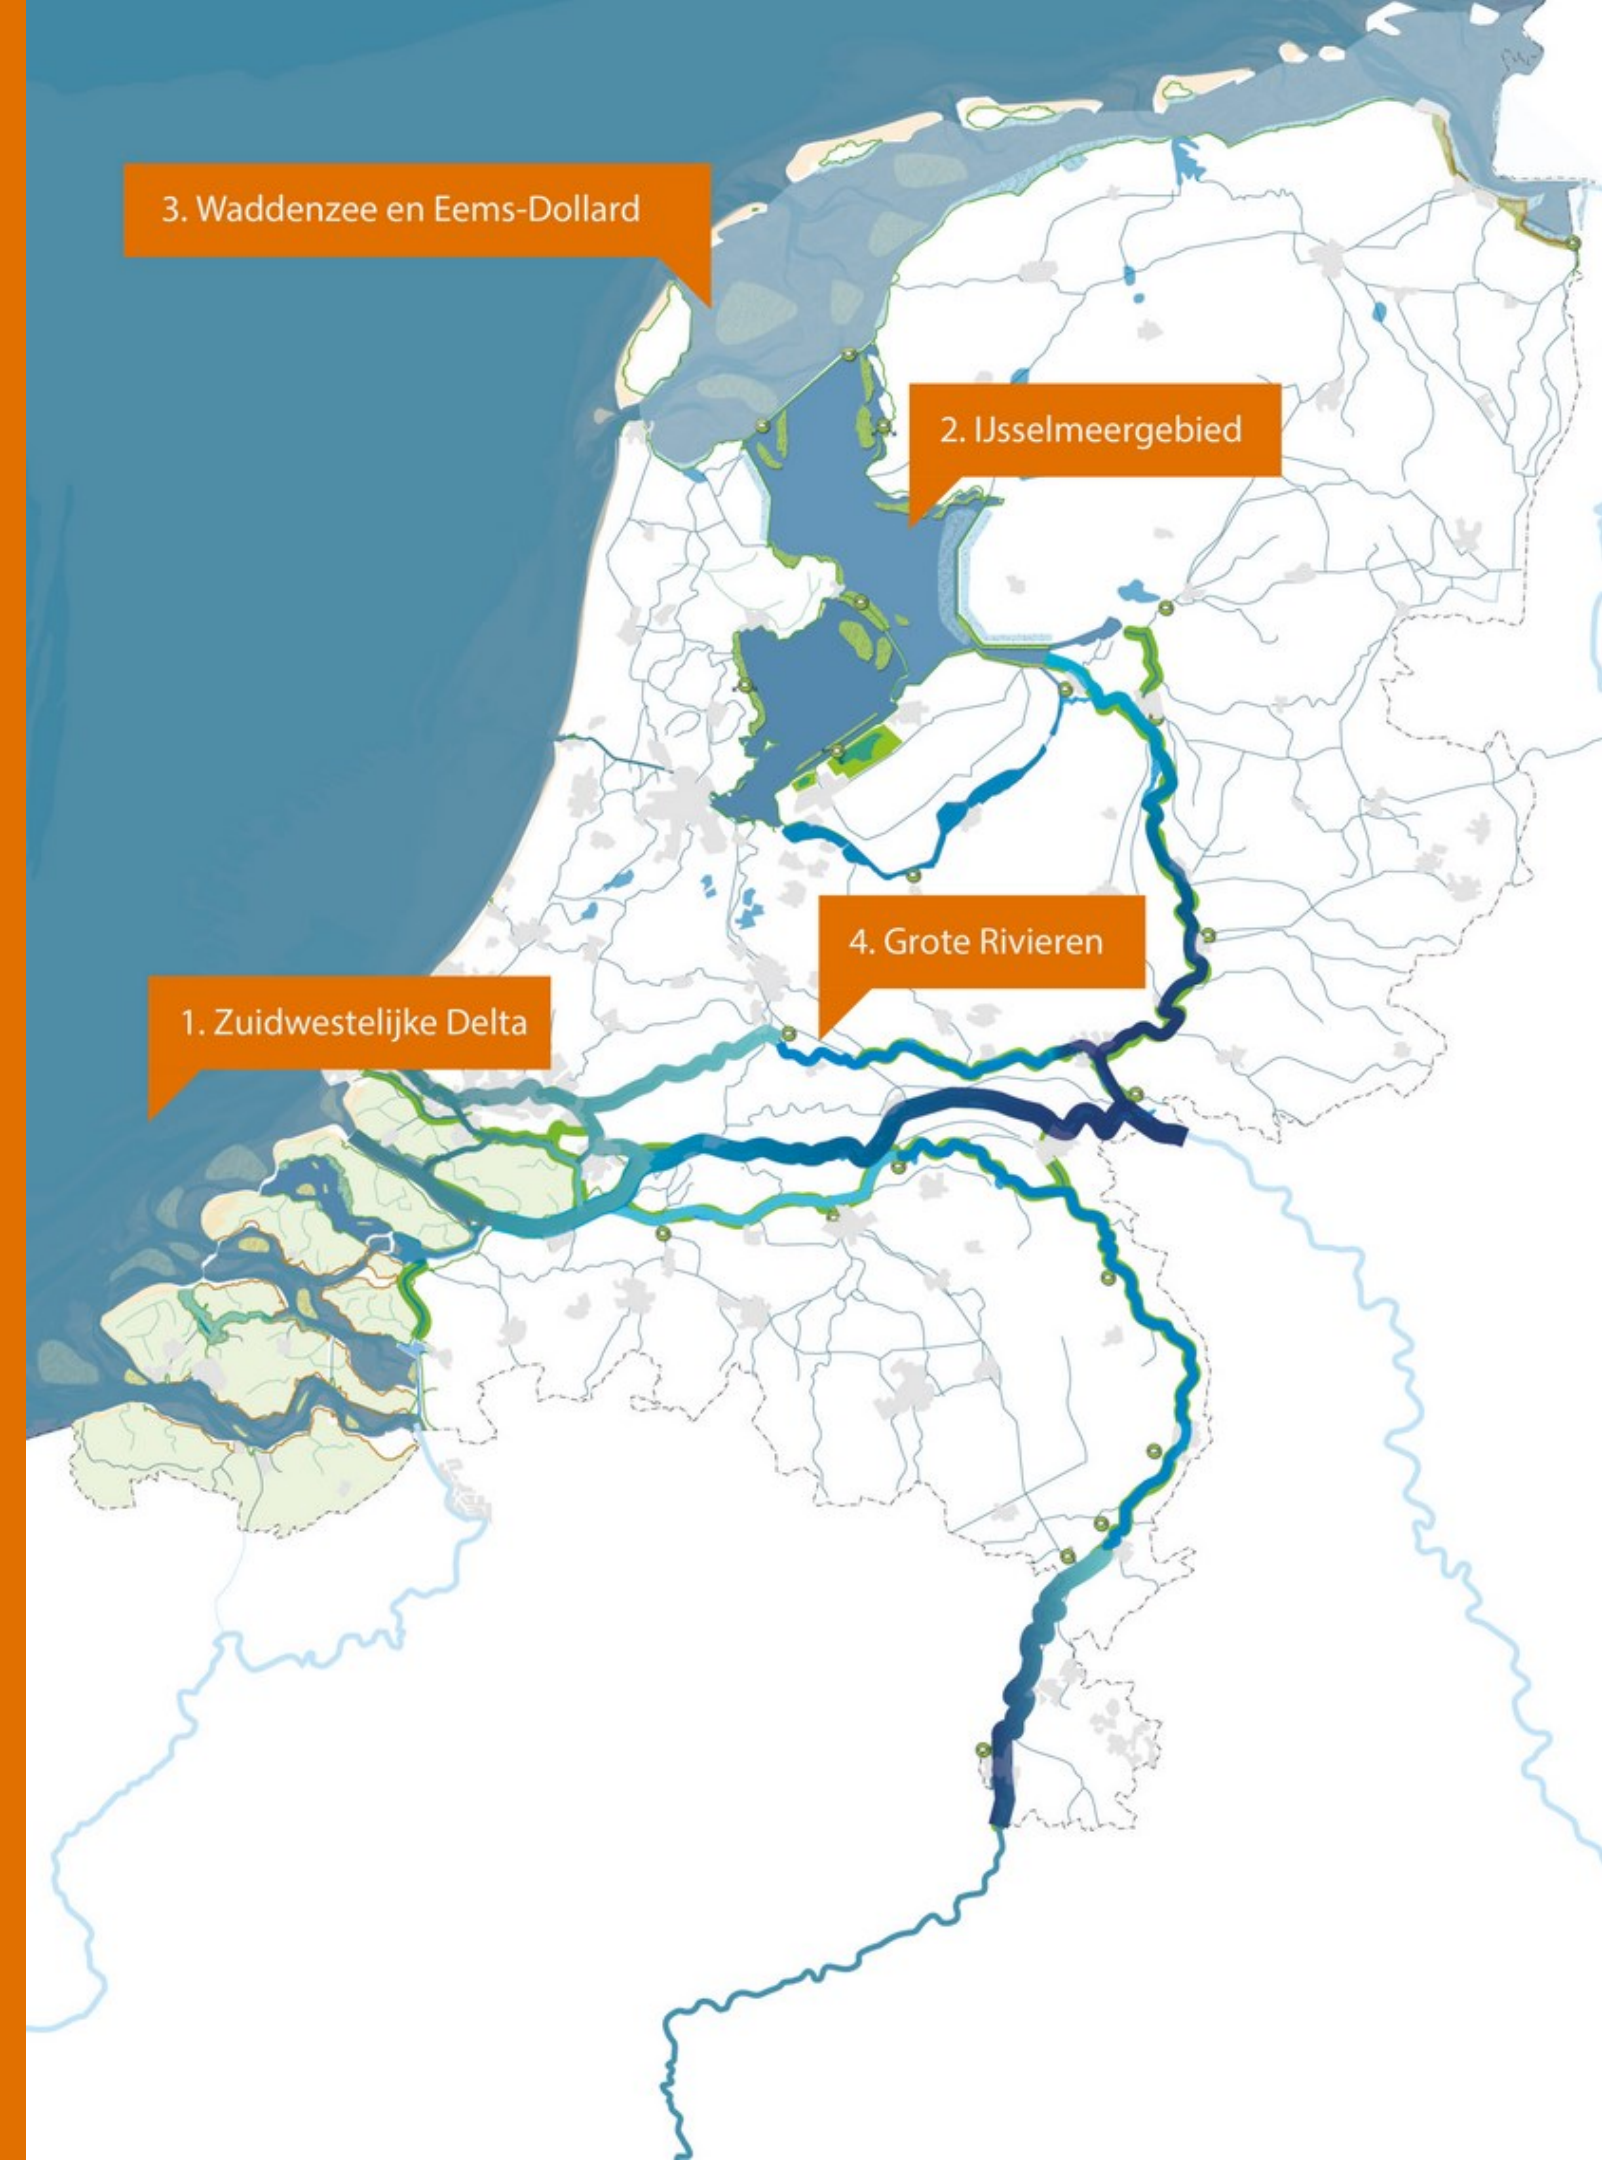 3. Waddenzee en Eems-Dollard
2. IJsselmeergebied
4. Grote Rivieren
1. Zuidwestelijke Delta